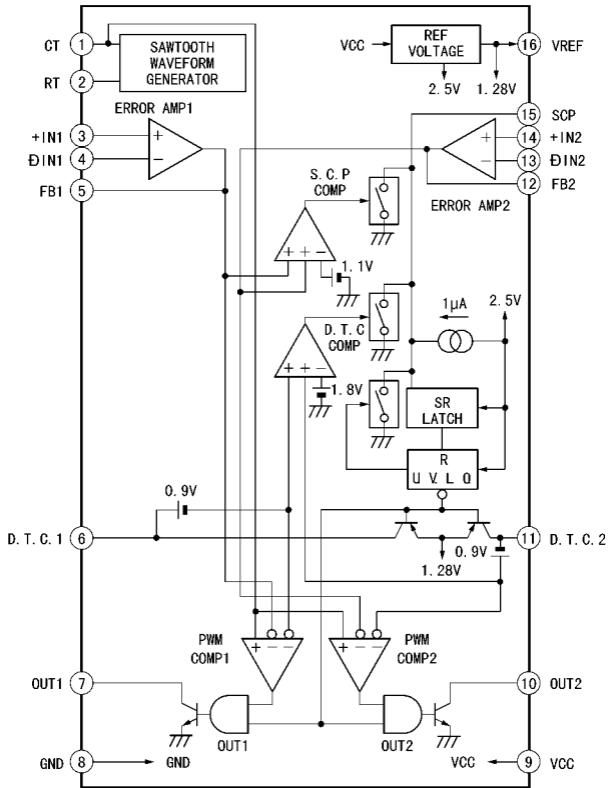 CT 1
SAWTOOTH
WAVEFORM
GENERATOR
RT 2
VCC
REF
VOLTAGE
16 VREF
2.5V
1.28V
15 SCP
ERROR AMP1
+IN1 3
ÐIN1 4
FB1 5
14 +IN2
13 ÐIN2
12 FB2
ERROR AMP2
S.C.P
COMP
+ −
+ −
+ + −
1.1V
D.T.C
COMP
1μA
2.5V
+ + −
1.8V
SR
LATCH
R
U V L O
0.9V
D.T.C.1 6
11 D.T.C.2
0.9V
1.28V
+ − −
PWM
COMP1
+ − −
PWM
COMP2
OUT1 7
10 OUT2
OUT1
OUT2
GND 8
GND
VCC
9 VCC